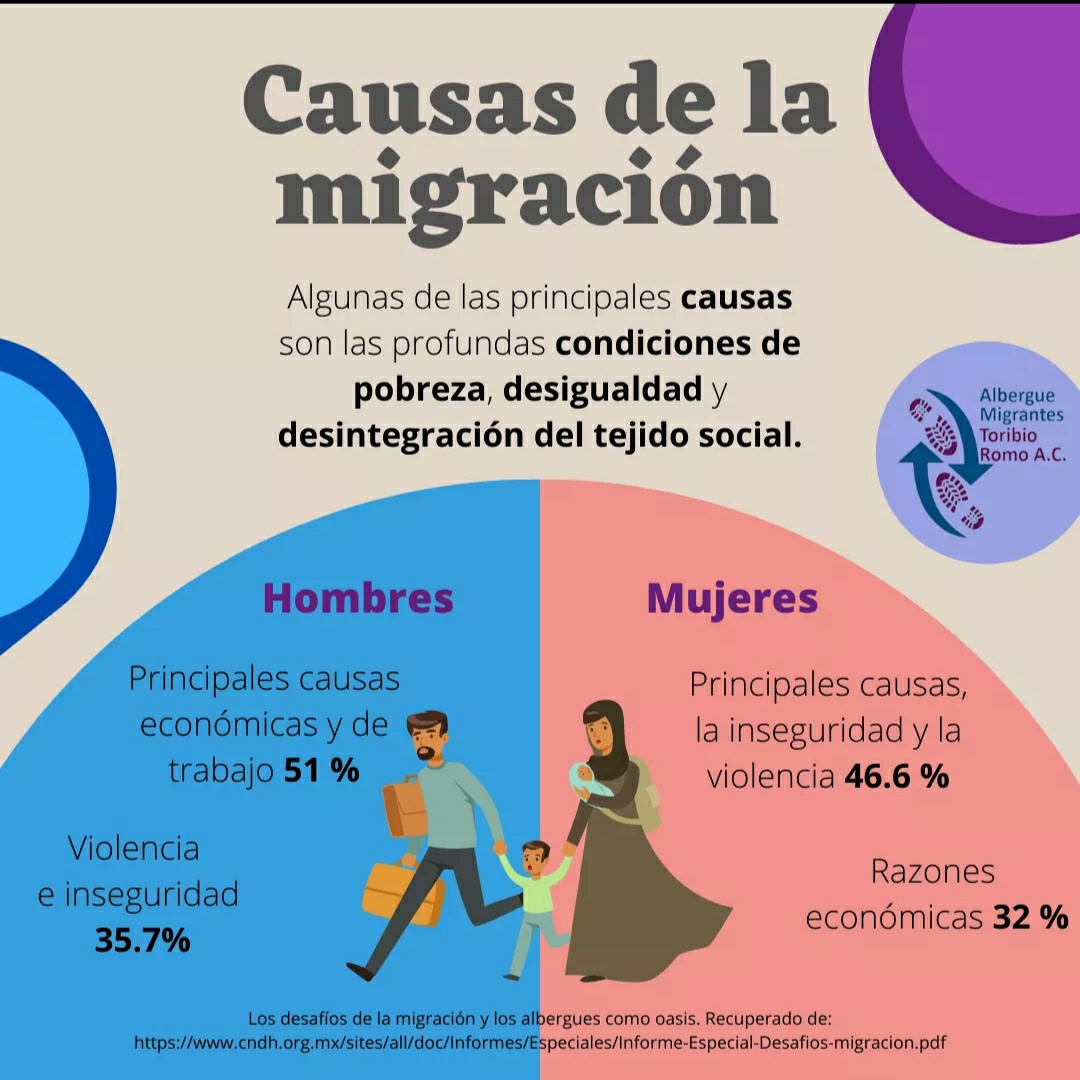 Causas de la
migración
Algunas de las principales causas
son las profundas condiciones de
pobreza, desigualdad y
desintegración del tejido social.
Albergue
Migrantes
Toribio
Romo A.C.
Hombres
Principales causas
económicas y de
trabajo 51 %
Violencia
e inseguridad
35.7%
Mujeres
Principales causas,
la inseguridad y la
violencia 46.6 %
Razones
económicas 32 %
Los desafíos de la migración y los albergues como oasis. Recuperado de:
https://www.cndh.org.mx/sites/all/doc/Informes/Especiales/Informe-Especial-Desafios-migracion.pdf